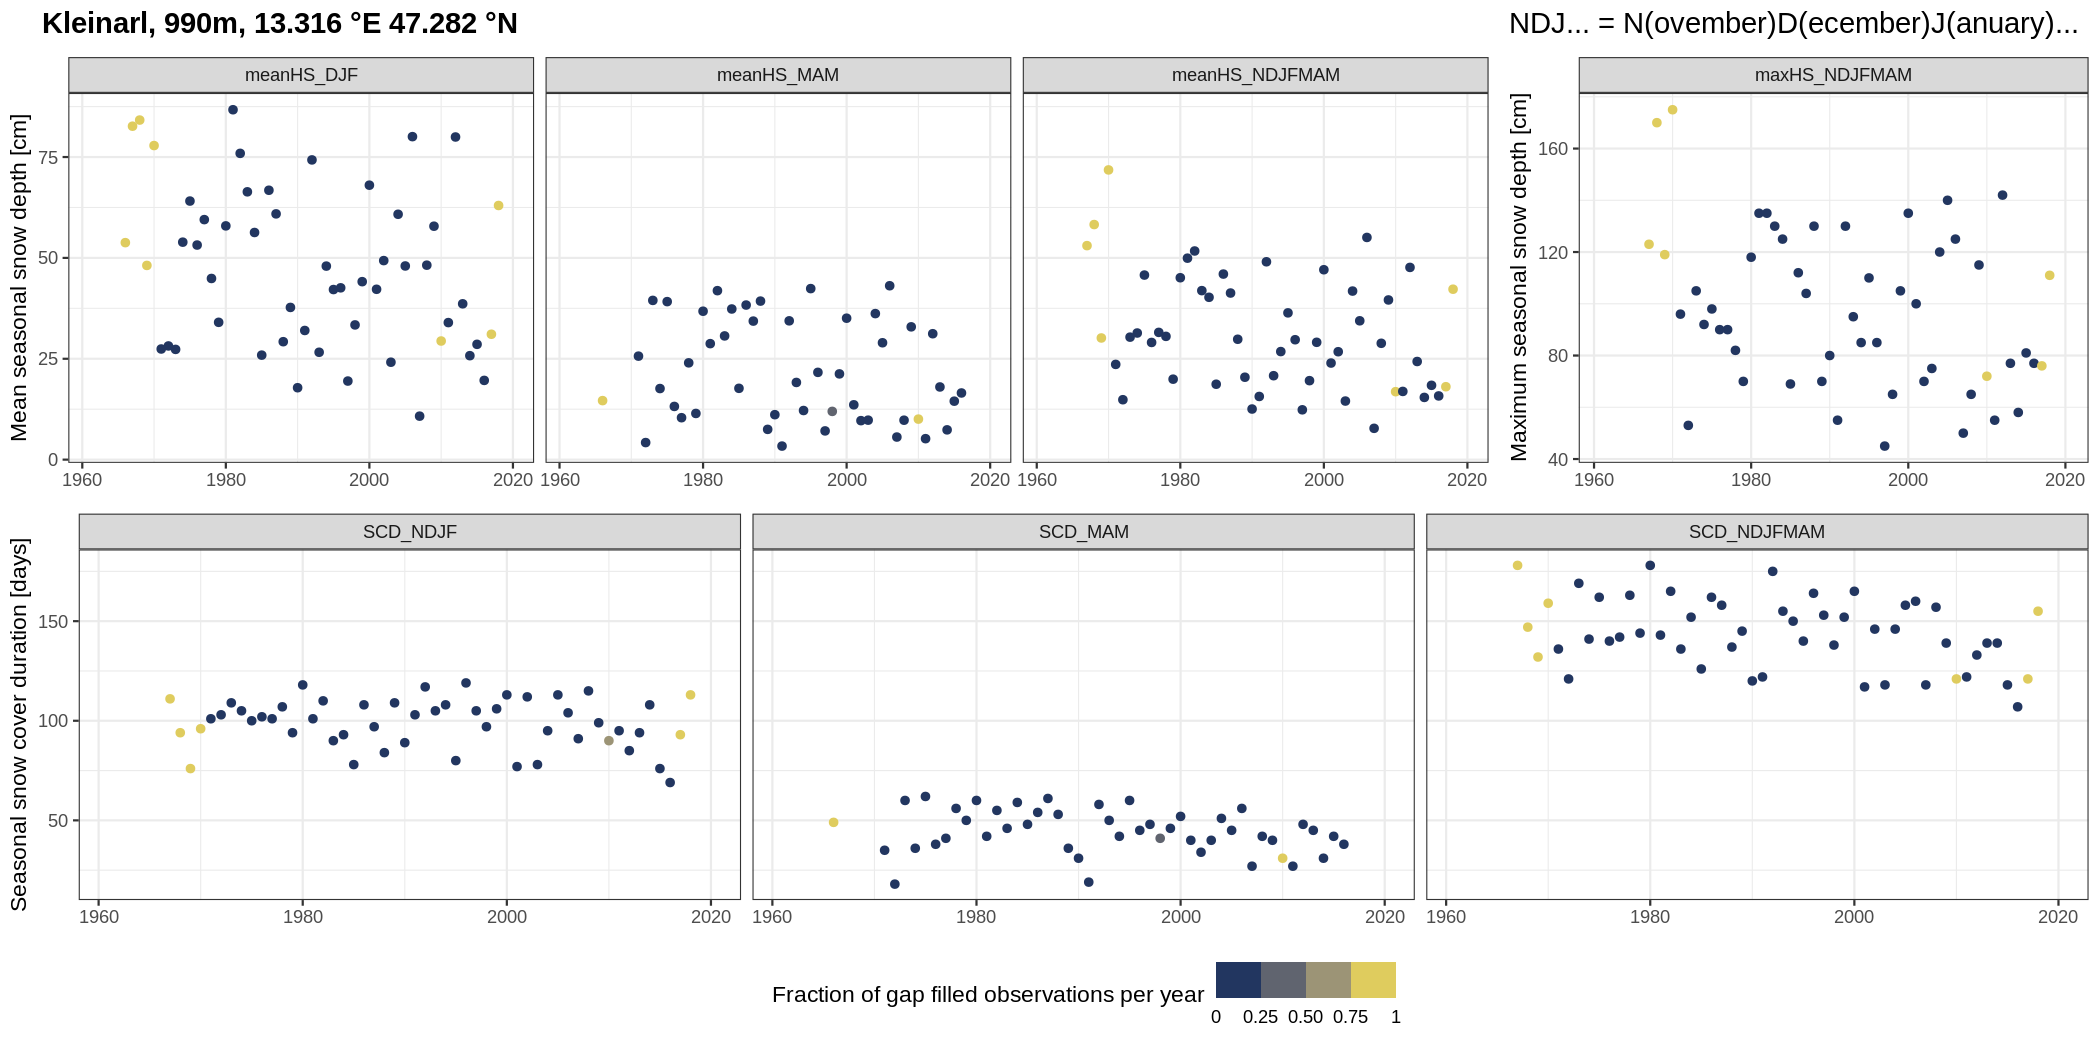 Kleinarl, 990m, 13.316 °E 47.282 °N
NDJ... = N(ovember)D(ecember)J(anuary)...
meanHS_DJF
meanHS_MAM
meanHS_NDJFMAM
maxHS_NDJFMAM
Mean seasonal snow depth [cm]
75
50
25
0
1960 1980 2000 2020
1960 1980 2000 2020
1960 1980 2000 2020
Maximum seasonal snow depth [cm]
160
120
80
40
1960 1980 2000 2020
SCD_NDJF
SCD_MAM
SCD_NDJFMAM
Seasonal snow cover duration [days]
150
100
50
1960 1980 2000 2020
1960 1980 2000 2020
1960 1980 2000 2020
Fraction of gap filled observations per year
0 0.25 0.50 0.75 1